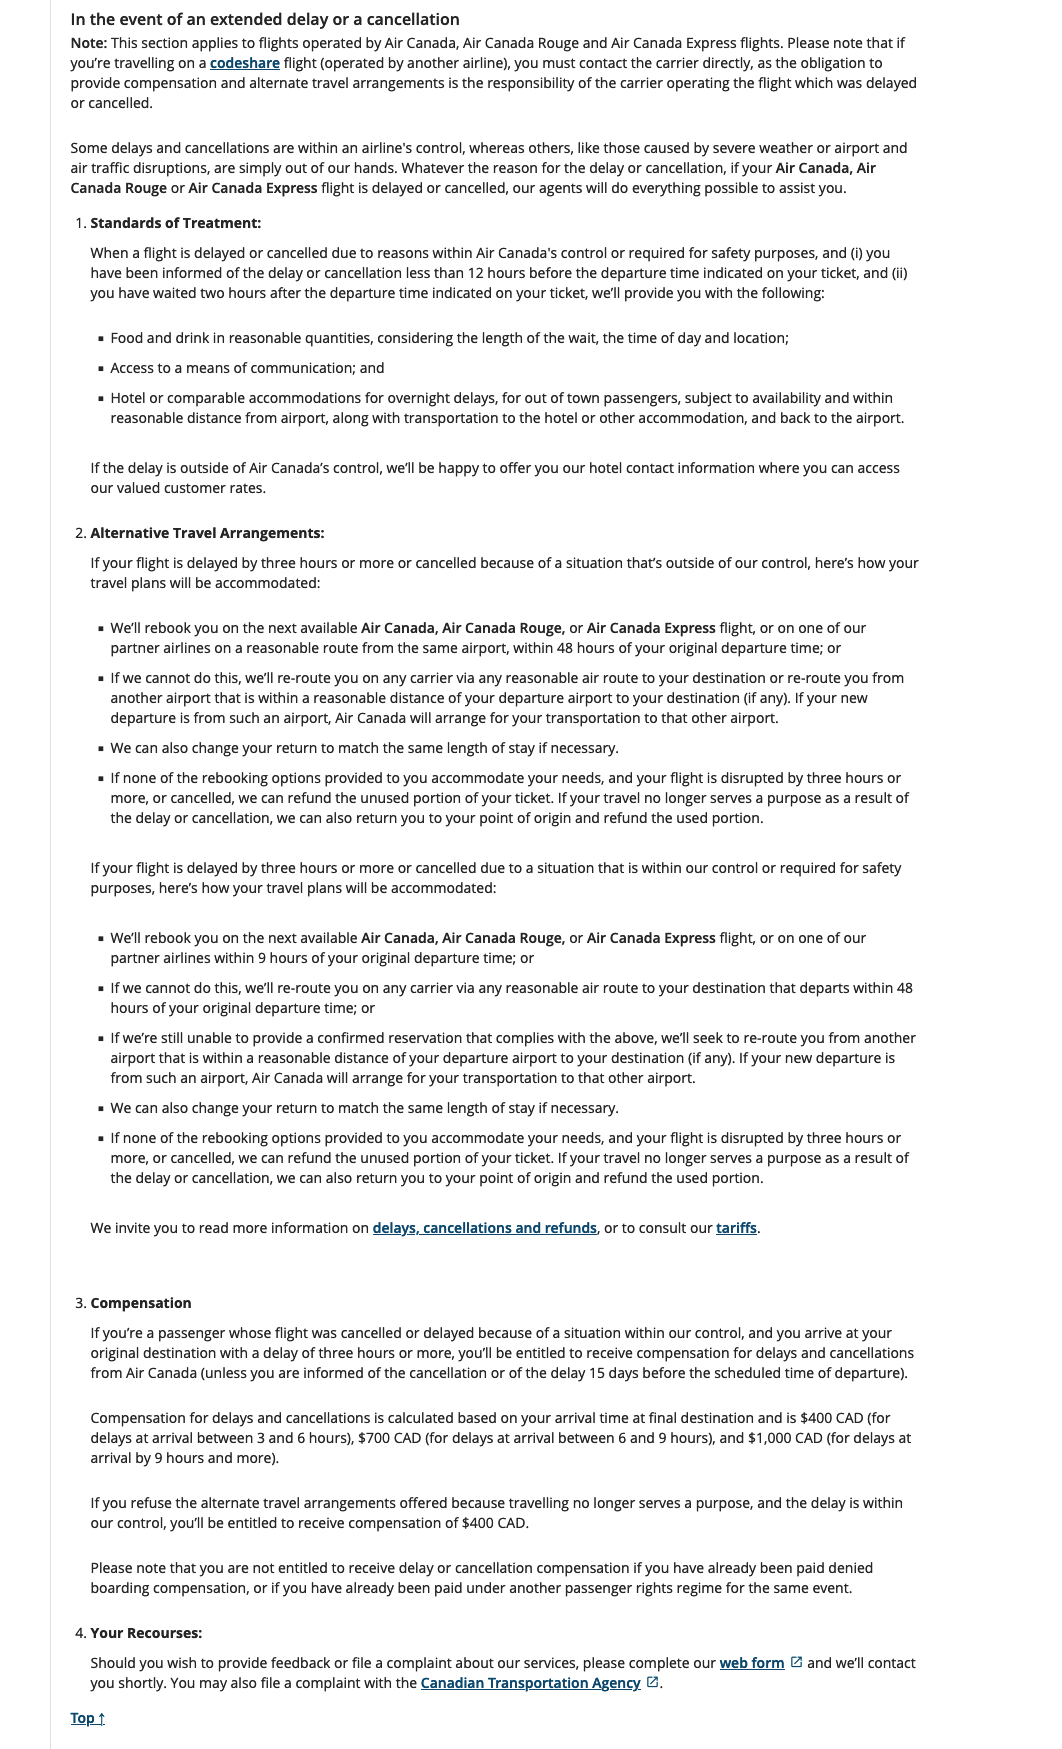 In the event of an extended delay or a cancellation
Note: This section applies to flights operated by Air Canada, Air Canada Rouge and Air Canada Express flights. Please note that if
you're travelling on a codeshare flight (operated by another airline), you must contact the carrier directly, as the obligation to
provide compensation and alternate travel arrangements is the responsibility of the carrier operating the flight which was delayed
or cancelled.
Some delays and cancellations are within an airline's control, whereas others, like those caused by severe weather or airport and
air traffic disruptions, are simply out of our hands. Whatever the reason for the delay or cancellation, if your Air Canada, Air
Canada Rouge or Air Canada Express flight is delayed or cancelled, our agents will do everything possible to assist you.
1. Standards of Treatment:
When a flight is delayed or cancelled due to reasons within Air Canada's control or required for safety purposes, and (i) you
have been informed of the delay or cancellation less than 12 hours before the departure time indicated on your ticket, and (ii)
you have waited two hours after the departure time indicated on your ticket, we’ll provide you with the following:
▪ Food and drink in reasonable quantities, considering the length of the wait, the time of day and location;
▪ Access to a means of communication; and
▪ Hotel or comparable accommodations for overnight delays, for out of town passengers, subject to availability and within
reasonable distance from airport, along with transportation to the hotel or other accommodation, and back to the airport.
If the delay is outside of Air Canada’s control, we’ll be happy to offer you our hotel contact information where you can access
our valued customer rates.
2. Alternative Travel Arrangements:
If your flight is delayed by three hours or more or cancelled because of a situation that’s outside of our control, here’s how your
travel plans will be accommodated:
▪ We’ll rebook you on the next available Air Canada, Air Canada Rouge, or Air Canada Express flight, or on one of our
partner airlines on a reasonable route from the same airport, within 48 hours of your original departure time; or
▪ If we cannot do this, we’ll re-route you on any carrier via any reasonable air route to your destination or re-route you from
another airport that is within a reasonable distance of your departure airport to your destination (if any). If your new
departure is from such an airport, Air Canada will arrange for your transportation to that other airport.
▪ We can also change your return to match the same length of stay if necessary.
▪ If none of the rebooking options provided to you accommodate your needs, and your flight is disrupted by three hours or
more, or cancelled, we can refund the unused portion of your ticket. If your travel no longer serves a purpose as a result of
the delay or cancellation, we can also return you to your point of origin and refund the used portion.
If your flight is delayed by three hours or more or cancelled due to a situation that is within our control or required for safety
purposes, here’s how your travel plans will be accommodated:
▪ We’ll rebook you on the next available Air Canada, Air Canada Rouge, or Air Canada Express flight, or on one of our
partner airlines within 9 hours of your original departure time; or
▪ If we cannot do this, we’ll re-route you on any carrier via any reasonable air route to your destination that departs within 48
hours of your original departure time; or
▪ If we’re still unable to provide a confirmed reservation that complies with the above, we’ll seek to re-route you from another
airport that is within a reasonable distance of your departure airport to your destination (if any). If your new departure is
from such an airport, Air Canada will arrange for your transportation to that other airport.
▪ We can also change your return to match the same length of stay if necessary.
▪ If none of the rebooking options provided to you accommodate your needs, and your flight is disrupted by three hours or
more, or cancelled, we can refund the unused portion of your ticket. If your travel no longer serves a purpose as a result of
the delay or cancellation, we can also return you to your point of origin and refund the used portion.
We invite you to read more information on delays, cancellations and refunds, or to consult our tariffs.
3. Compensation
If you’re a passenger whose flight was cancelled or delayed because of a situation within our control, and you arrive at your
original destination with a delay of three hours or more, you’ll be entitled to receive compensation for delays and cancellations
from Air Canada (unless you are informed of the cancellation or of the delay 15 days before the scheduled time of departure).
Compensation for delays and cancellations is calculated based on your arrival time at final destination and is $400 CAD (for
delays at arrival between 3 and 6 hours), $700 CAD (for delays at arrival between 6 and 9 hours), and $1,000 CAD (for delays at
arrival by 9 hours and more).
If you refuse the alternate travel arrangements offered because travelling no longer serves a purpose, and the delay is within
our control, you’ll be entitled to receive compensation of $400 CAD.
Please note that you are not entitled to receive delay or cancellation compensation if you have already been paid denied
boarding compensation, or if you have already been paid under another passenger rights regime for the same event.
4. Your Recourses:
Should you wish to provide feedback or file a complaint about our services, please complete our web form and we’ll contact
you shortly. You may also file a complaint with the Canadian Transportation Agency .
Top ↑